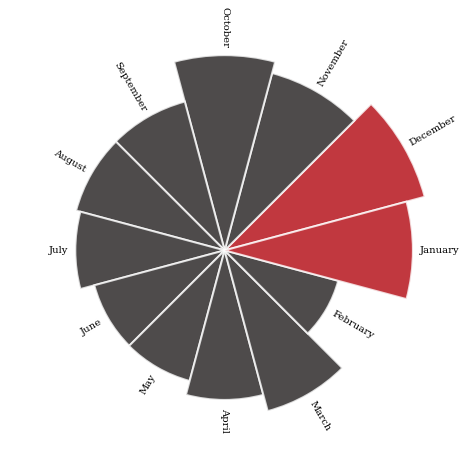 October
November
December
January
February
March
April
May
June
July
August
September